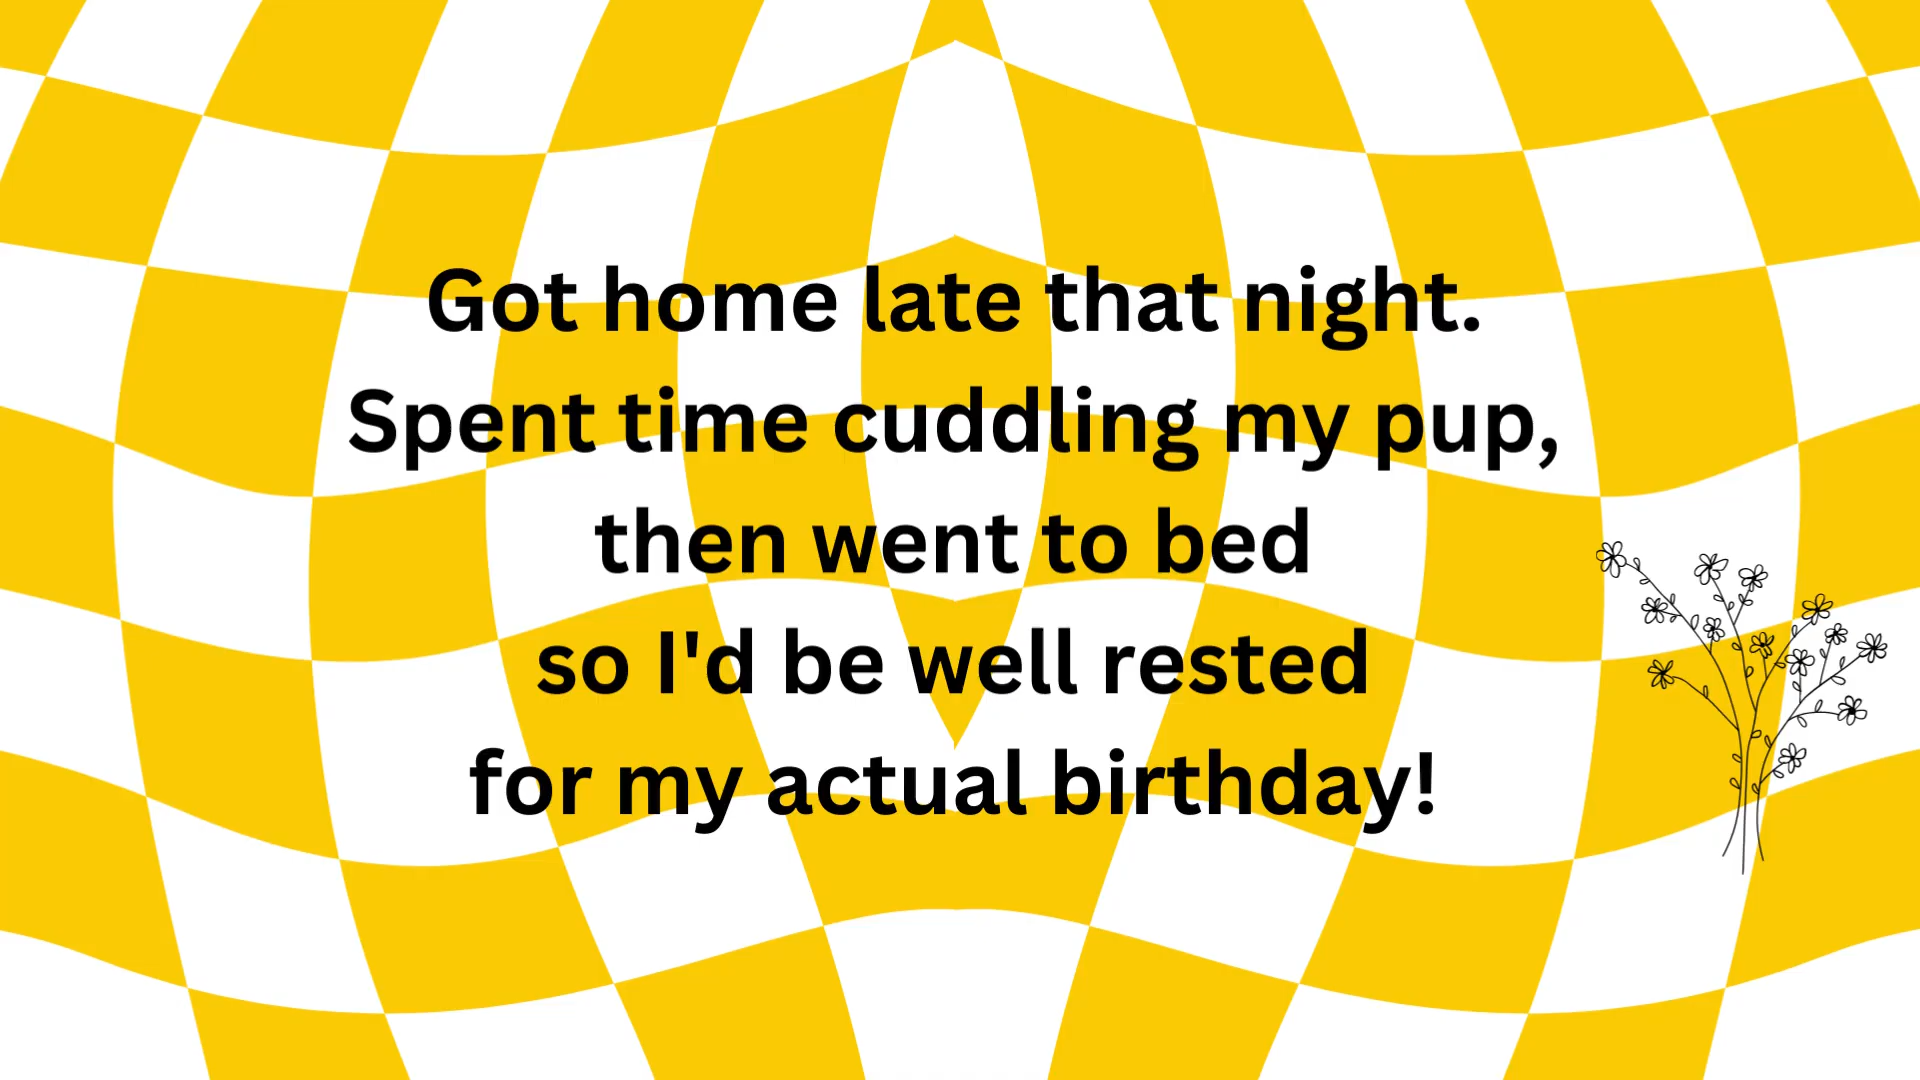 Got home late that night.
Spent time cuddling my pup,
then went to bed
so I'd be well rested
for my actual birthday!